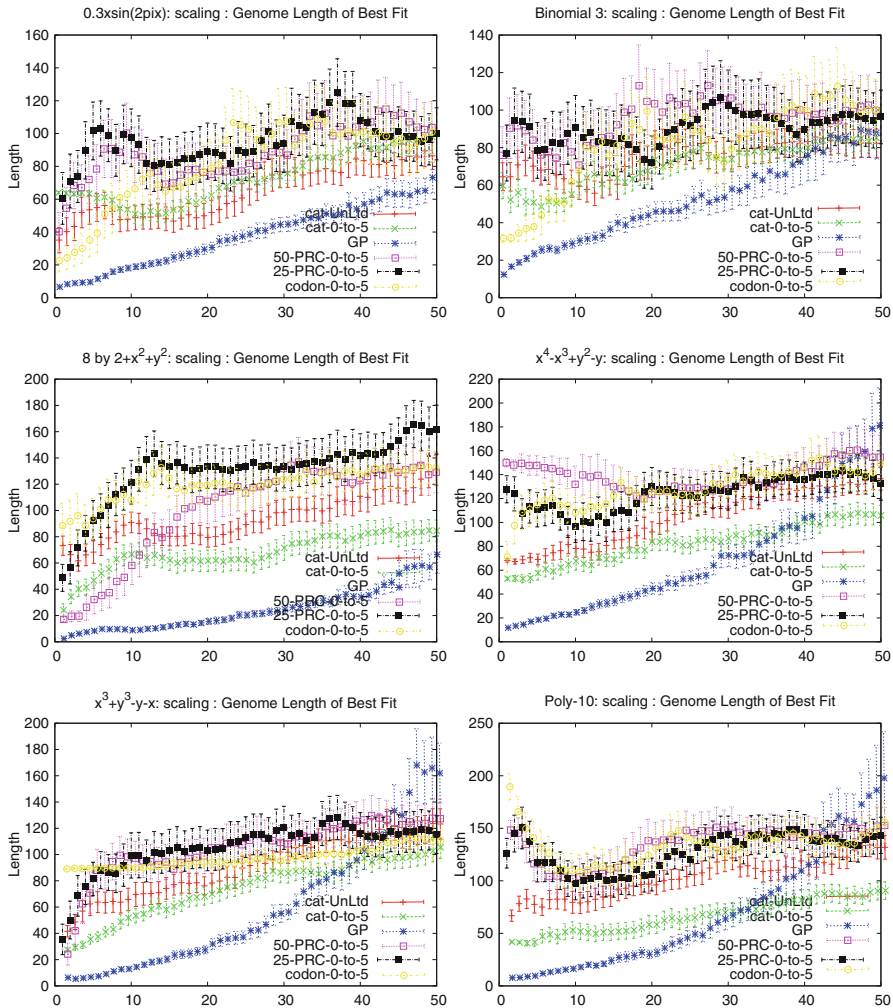 0.3xsin(2pix): scaling : Genome Length of Best Fit
160
140
120
100
80
60
40
20
0
Length
0 10 20 30 40 50
cat-UnLtd
cat-0-to-5
GP
50-PRC-0-to-5
25-PRC-0-to-5
codon-0-to-5
Binomial 3: scaling : Genome Length of Best Fit
140
120
100
80
60
40
20
0
Length
0 10 20 30 40 50
cat-UnLtd
cat-0-to-5
GP
50-PRC-0-to-5
25-PRC-0-to-5
codon-0-to-5
8 by 2+x²+y²: scaling : Genome Length of Best Fit
200
180
160
140
120
100
80
60
40
20
0
Length
0 10 20 30 40 50
cat-UnLtd
cat-0-to-5
GP
50-PRC-0-to-5
25-PRC-0-to-5
codon-0-to-5
x⁴-x³+y²-y: scaling : Genome Length of Best Fit
220
200
180
160
140
120
100
80
60
40
20
0
Length
0 10 20 30 40 50
cat-UnLtd
cat-0-to-5
GP
50-PRC-0-to-5
25-PRC-0-to-5
codon-0-to-5
x³+y³-y-x: scaling : Genome Length of Best Fit
200
180
160
140
120
100
80
60
40
20
0
Length
0 10 20 30 40 50
cat-UnLtd
cat-0-to-5
GP
50-PRC-0-to-5
25-PRC-0-to-5
codon-0-to-5
Poly-10: scaling : Genome Length of Best Fit
250
200
150
100
50
0
Length
0 10 20 30 40 50
cat-UnLtd
cat-0-to-5
GP
50-PRC-0-to-5
25-PRC-0-to-5
codon-0-to-5